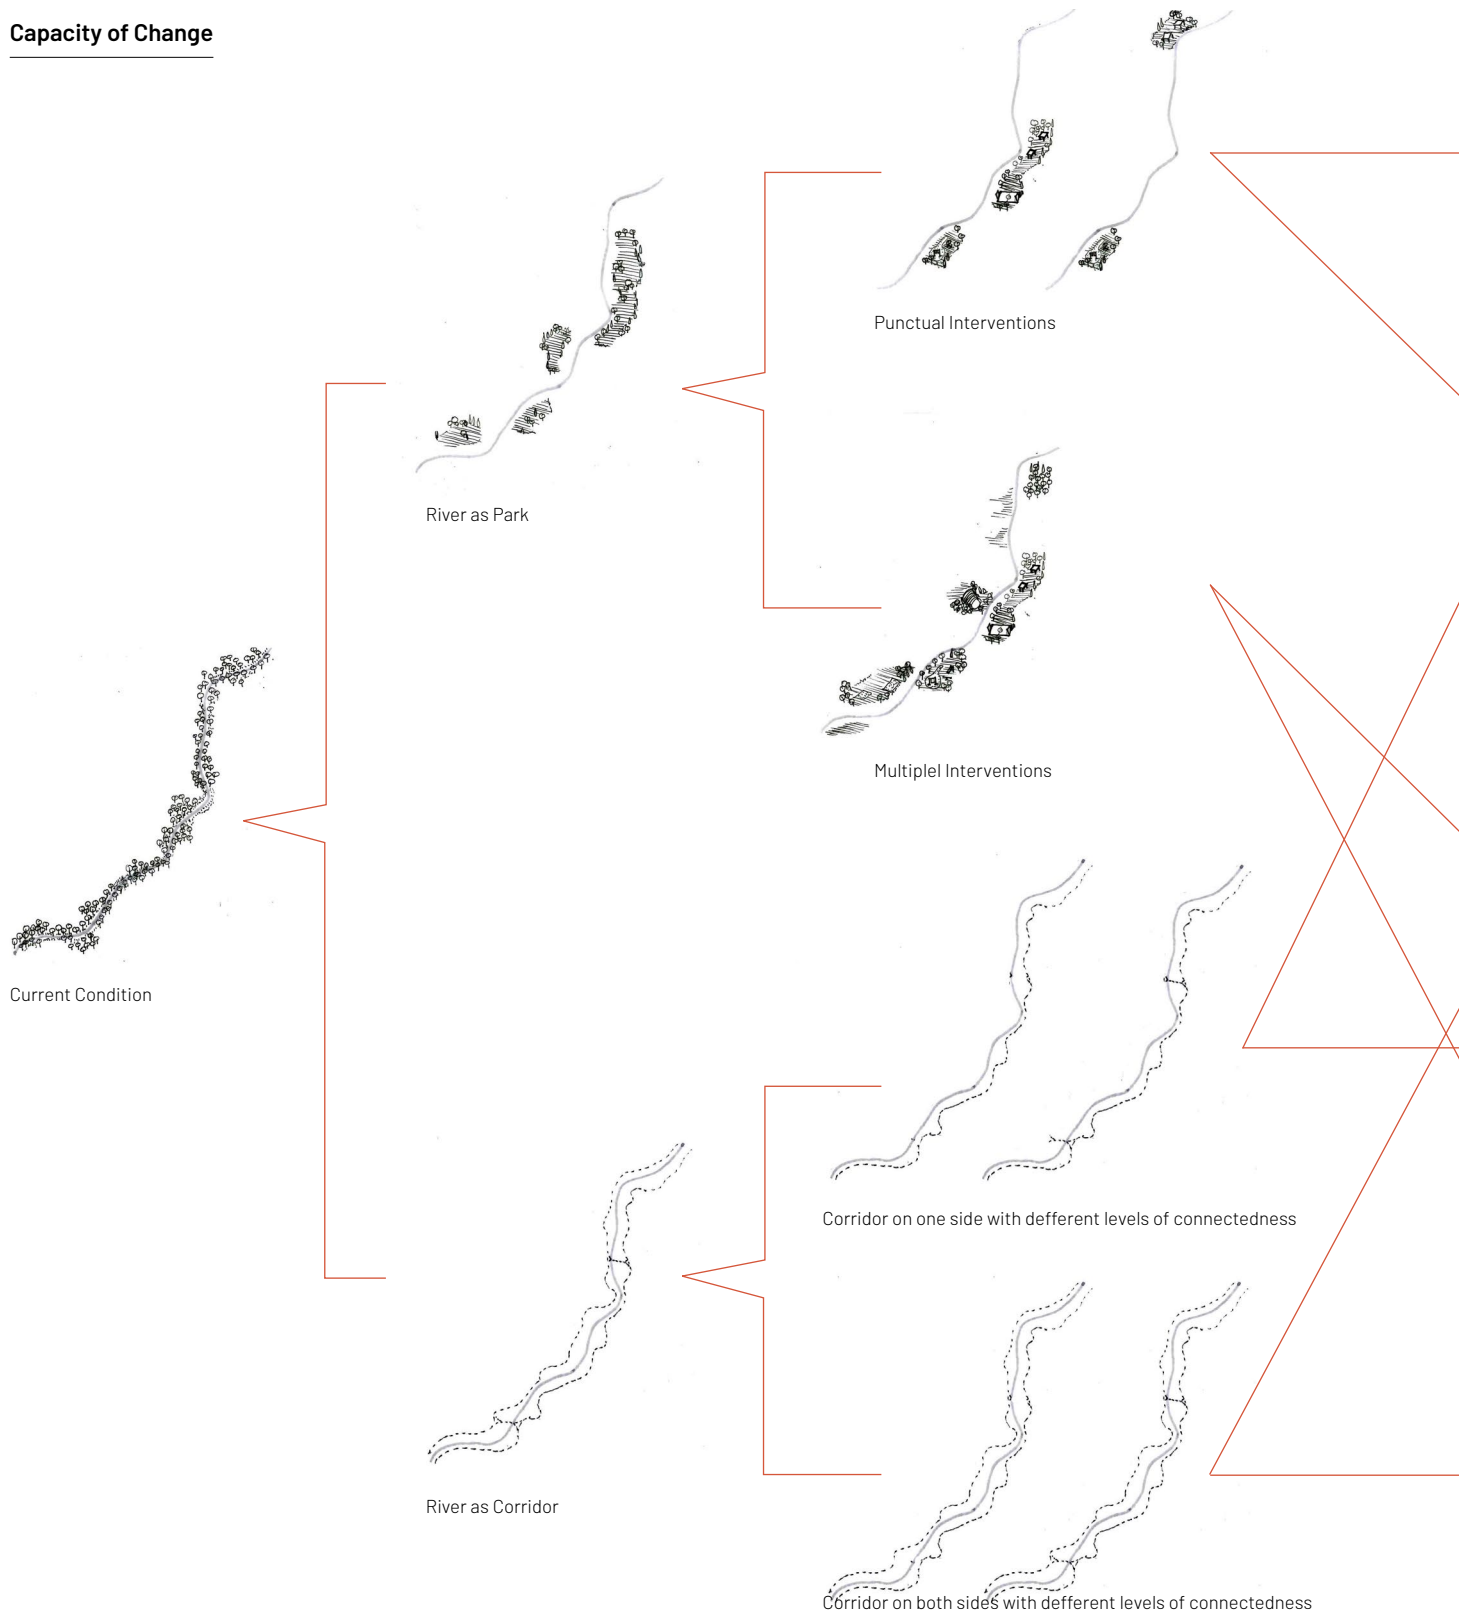 Capacity of Change
Punctual Interventions
River as Park
Multiplel Interventions
Current Condition
Corridor on one side with defferent levels of connectedness
River as Corridor
Corridor on both sides with defferent levels of connectedness